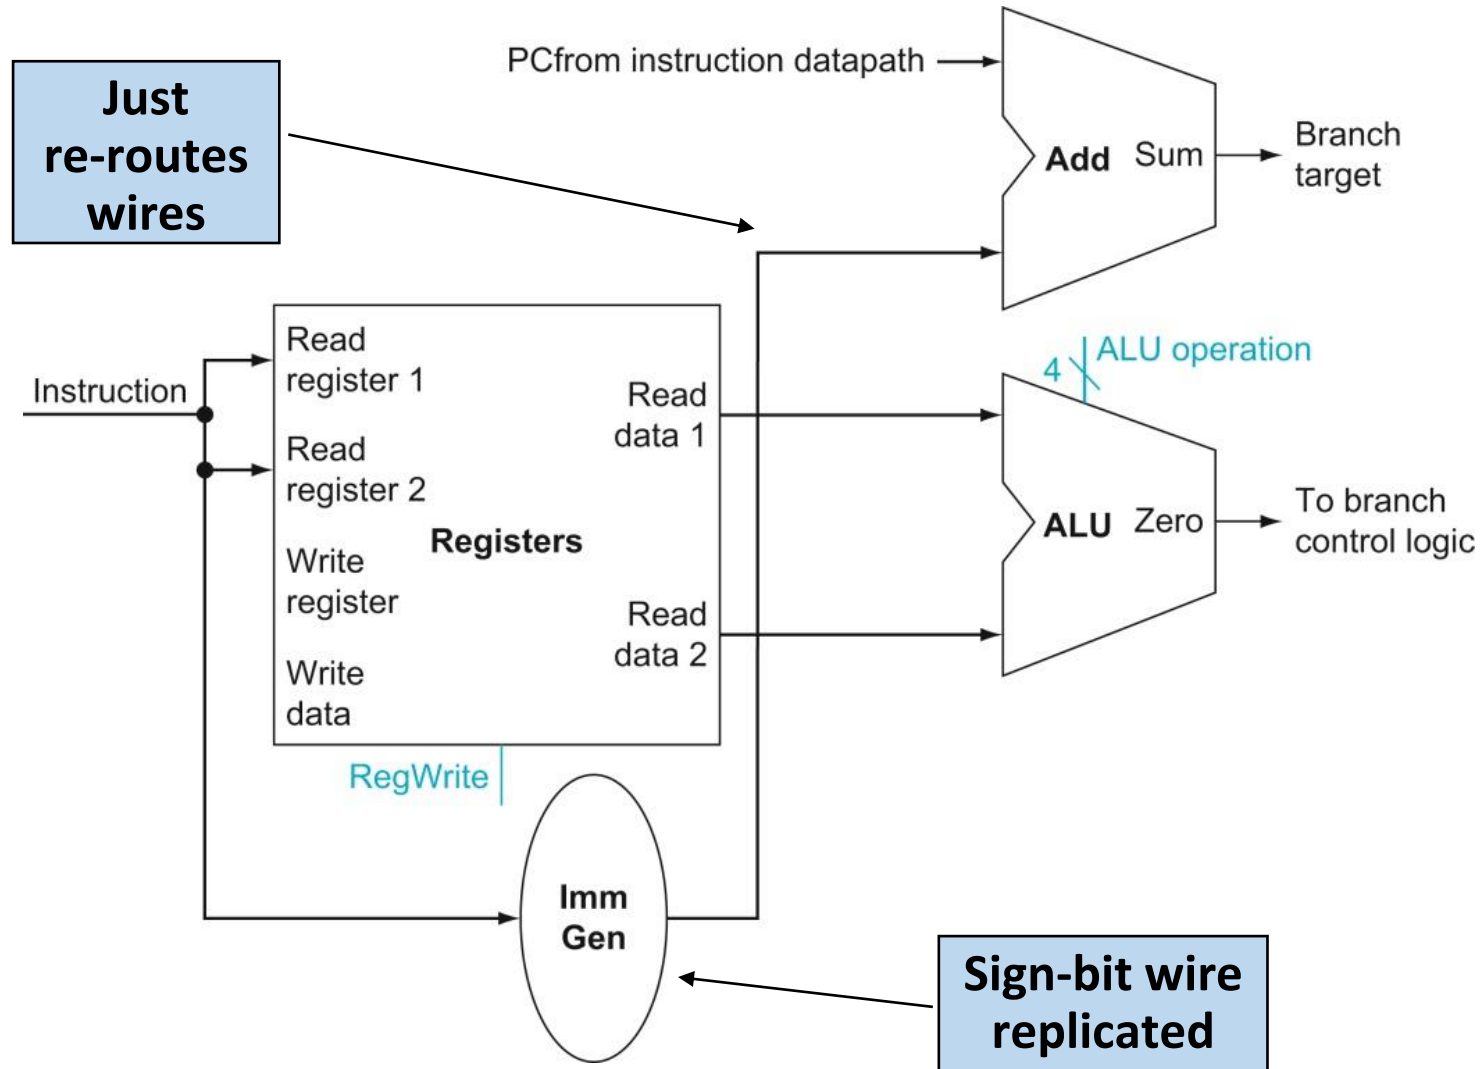 PCfrom instruction datapath
Just
re-routes
wires
Add Sum
Branch
target
Read
register 1
Instruction
Read
data 1
Read
register 2
Registers
Write
register
Read
data 2
Write
data
RegWrite
4
ALU operation
ALU Zero
To branch
control logic
Imm
Gen
Sign-bit wire
replicated